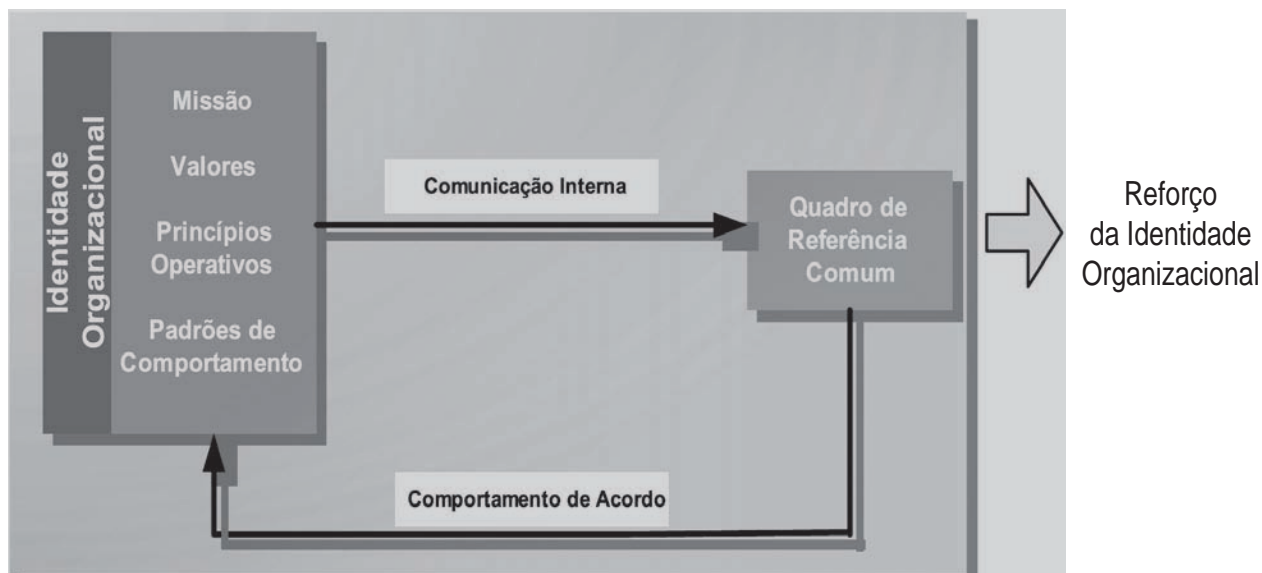 Identidade
Organizacional
Missão
Valores
Princípios
Operativos
Padrões de
Comportamento
Comunicação Interna
Quadro de
Referência
Comum
Comportamento de Acordo
Reforço
da Identidade
Organizacional